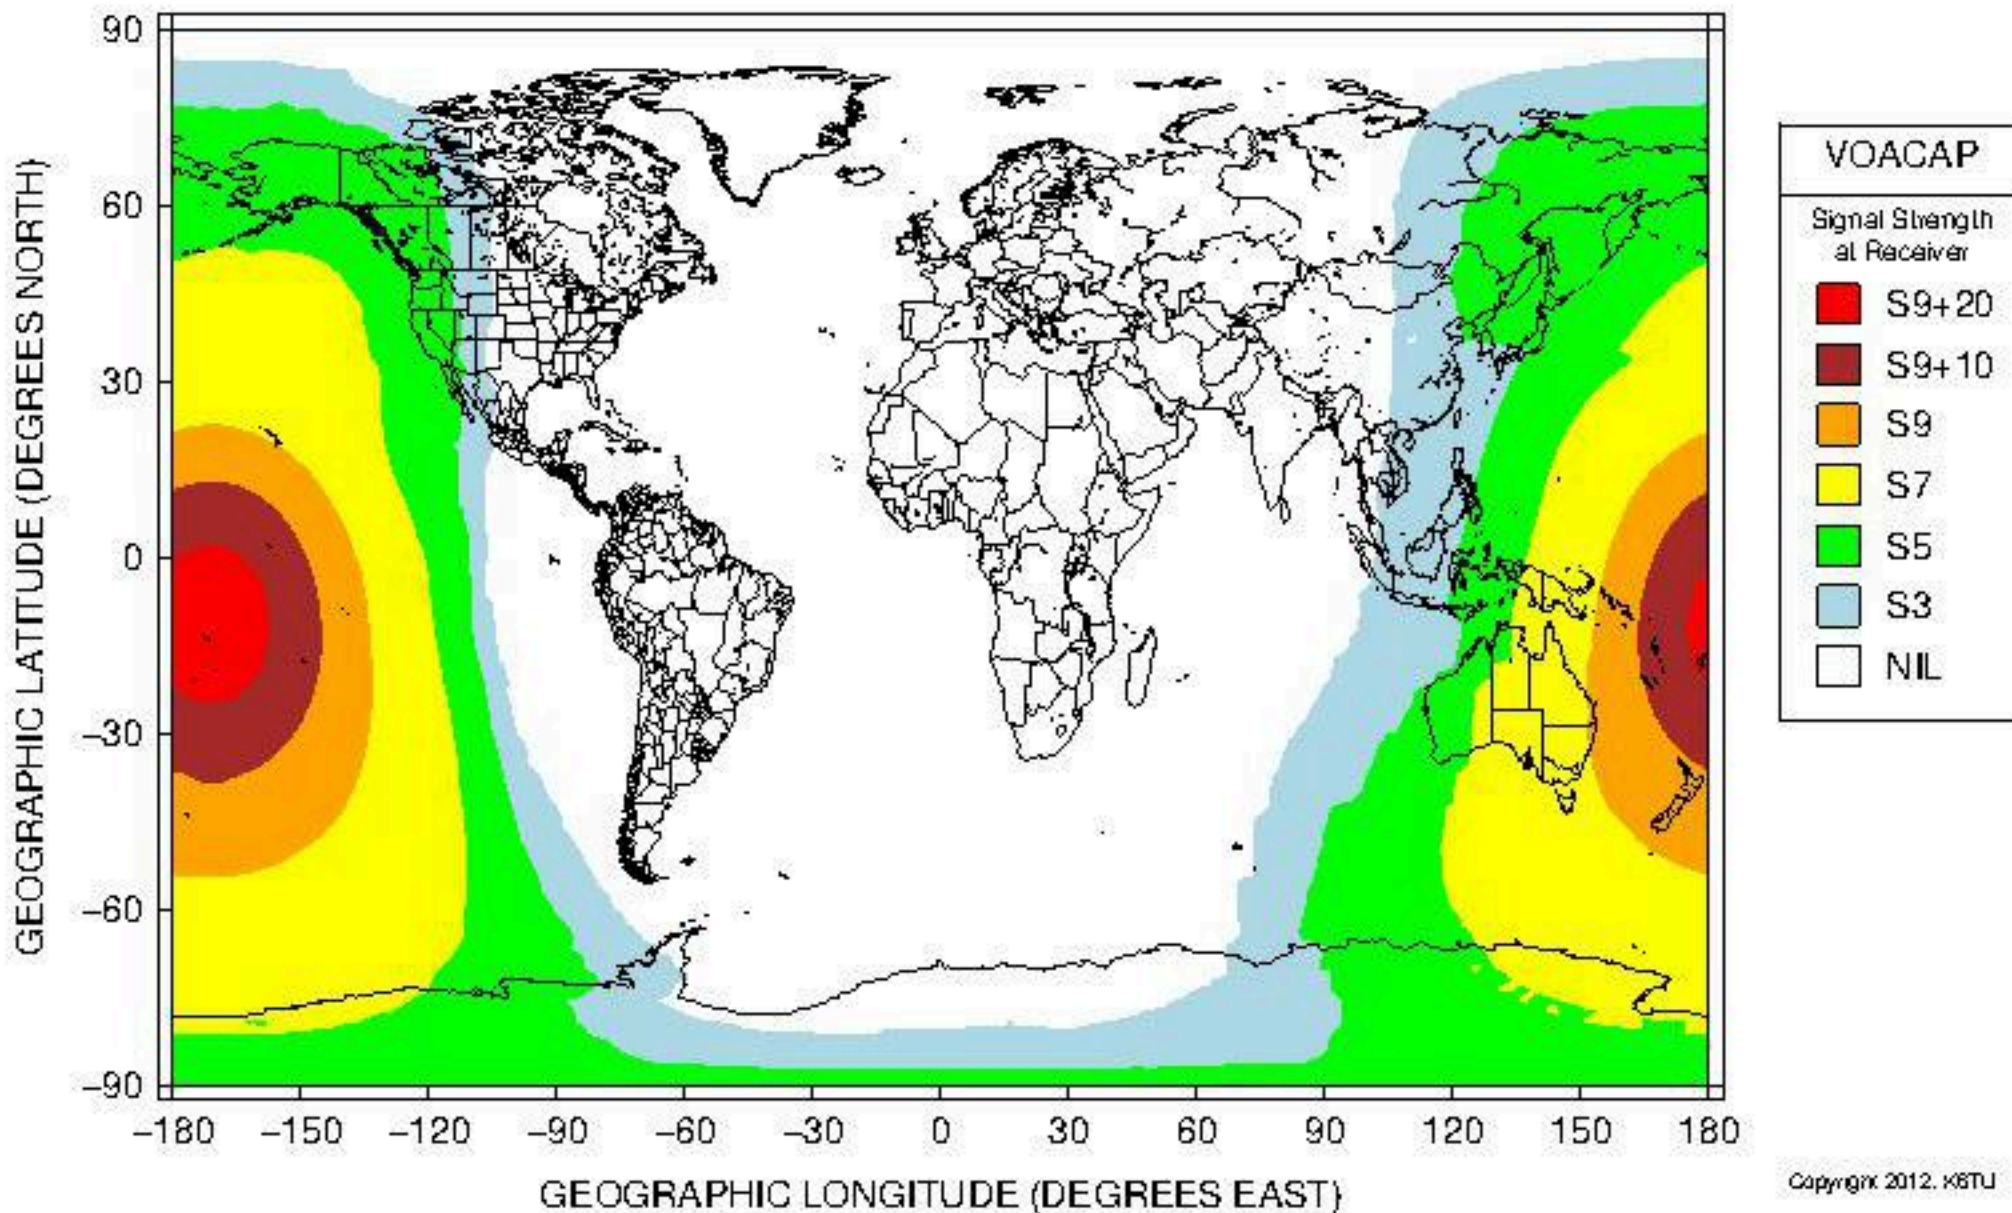 90
60
30
0
−30
−60
−90
GEOGRAPHIC LATITUDE (DEGREES NORTH)
−180 −150 −120 −90 −60 −30 0 30 60 90 120 150 180
GEOGRAPHIC LONGITUDE (DEGREES EAST)
VOACAP
Signal Strength
at Receiver
S9+20
S9+10
S9
S7
S5
S3
NIL
Copyright 2012, K6TU